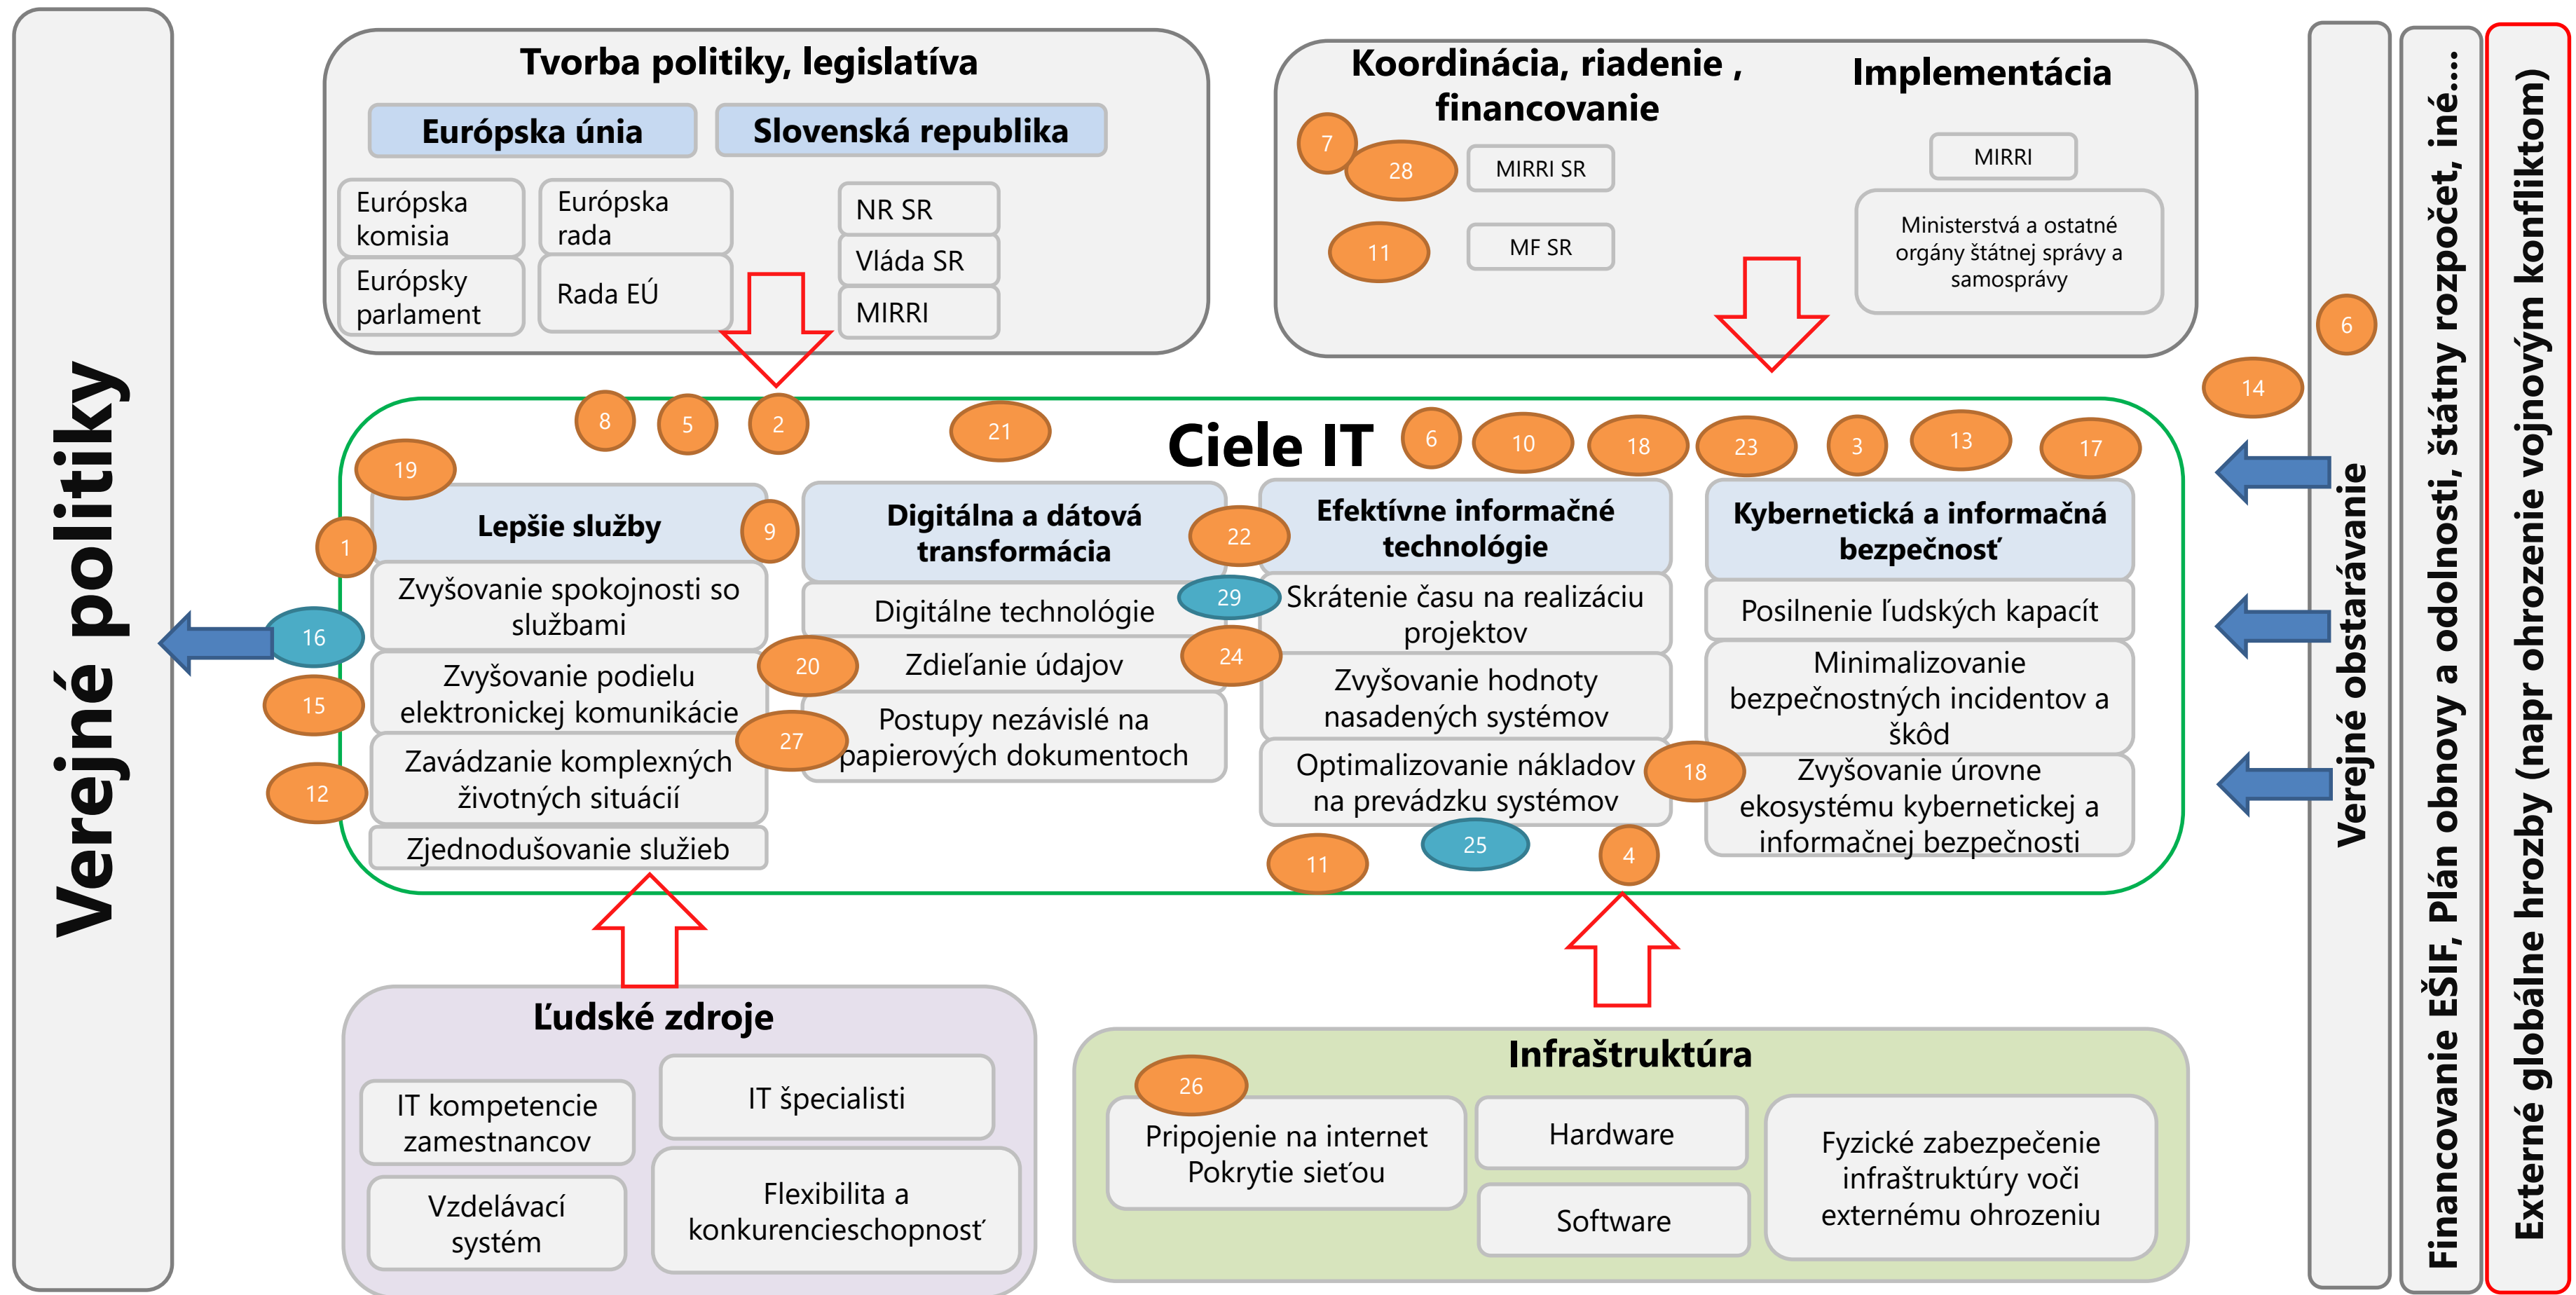 Verejné politiky
Tvorba politiky, legislatíva
Európska únia
Slovenská republika
Európska
komisia
Európsky
parlament
Európska
rada
Rada EÚ
NR SR
Vláda SR
MIRRI
Koordinácia, riadenie ,
financovanie
7
28
MIRRI SR
11
MF SR
Implementácia
MIRRI
Ministerstvá a ostatné
orgány štátnej správy a
samosprávy
8
5
2
21
Ciele IT
6
10
18
23
3
13
17
14
19
1
16
15
12
Lepšie služby
9
Zvyšovanie spokojnosti so
službami
Zvyšovanie podielu
elektronickej komunikácie
Zavádzanie komplexných
životných situácií
Zjednodušovanie služieb
20
27
Digitálna a dátová
transformácia
Digitálne technológie
Zdieľanie údajov
Postupy nezávislé na
papierových dokumentoch
22
29
24
Efektívne informačné
technológie
Skrátenie času na realizáciu
projektov
Zvyšovanie hodnoty
nasadených systémov
Optimalizovanie nákladov
na prevádzku systémov
18
11
25
4
Kybernetická a informačná
bezpečnosť
Posilnenie ľudských kapacít
Minimalizovanie
bezpečnostných incidentov a
škôd
Zvyšovanie úrovne
ekosystému kybernetickej a
informačnej bezpečnosti
Ľudské zdroje
IT kompetencie
zamestnancov
IT špecialisti
Vzdelávací
systém
Flexibilita a
konkurencieschopnosť
Infraštruktúra
26
Pripojenie na internet
Pokrytie sieťou
Hardware
Software
Fyzické zabezpečenie
infraštruktúry voči
externému ohrozeniu
6
Verejné obstarávanie
Financovanie EŠIF, Plán obnovy a odolnosti, štátny rozpočet, iné....
Externé globálne hrozby (napr ohrozenie vojnovým konfliktom)